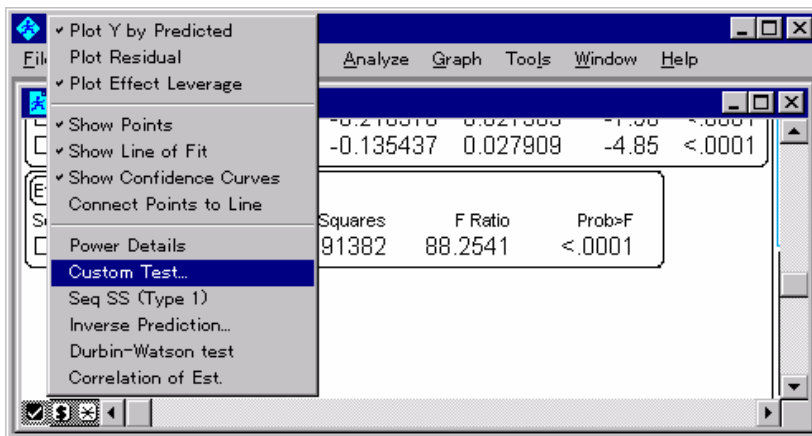 ✓ Plot Y by Predicted
Plot Residual
✓ Plot Effect Leverage
✓ Show Points
✓ Show Line of Fit
✓ Show Confidence Curves
Connect Points to Line
Power Details
Custom Test...
Seq SS (Type 1)
Inverse Prediction...
Durbin-Watson test
Correlation of Est.
Analyze Graph Tools Window Help
-0.135437 0.027909 -4.85 <.0001
Squares F Ratio Prob>F
91382 88.2541 <.0001